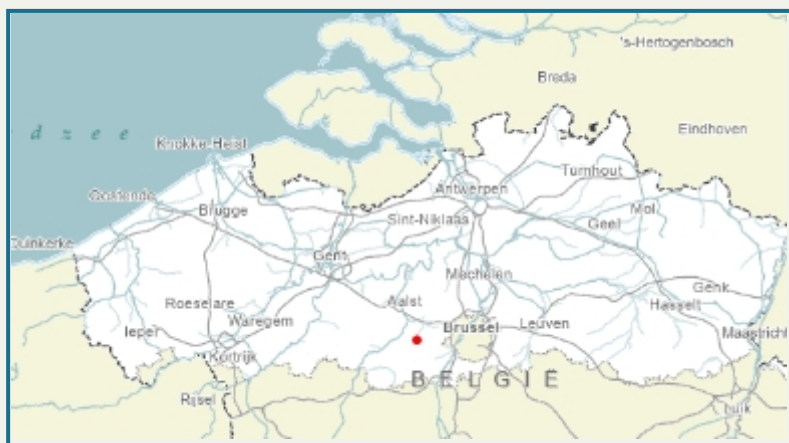 's-Hertogenbosch
Breda
d z e e
Eindhoven
Knokke-Heist
Turnhout
Antwerpen
Oostende
Mol
Brugge
Sint-Niklaas
Geel
Duinkerke
Gent
Mechelen
Genk
Roeselare
Aalst
Hasselt
Waregem
Brussel
Leuven
Ieper
Maastricht
Kortrijk
BELGIË
Rijsel
Luik